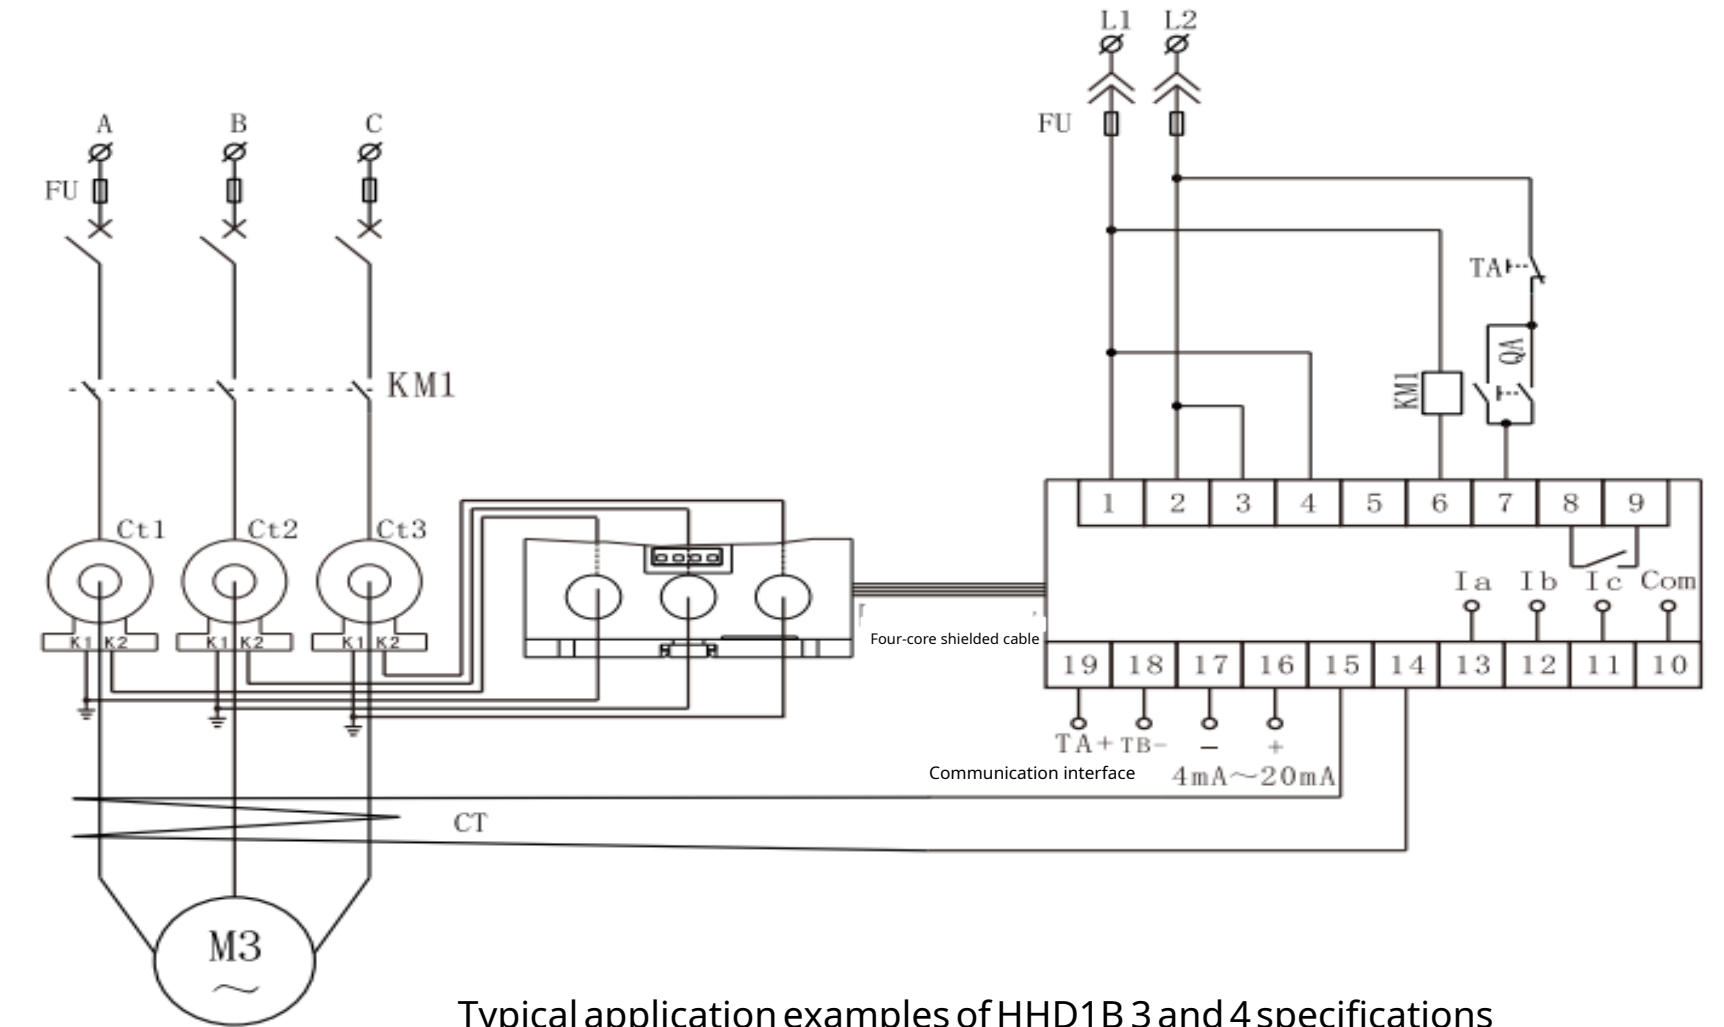 L1 L2
FU
A B C
FU
TA
QA
KM1
KM1
1 2 3 4 5 6 7 8 9
Ct1 Ct2 Ct3
Ia Ib Ic Com
K1 K2 K1 K2 K1 K2
Four-core shielded cable
19 18 17 16 15 14 13 12 11 10
TA+ TB- − +
Communication interface 4mA～20mA
CT
M3
～
Typical application examples of HHD1B 3 and 4 specifications